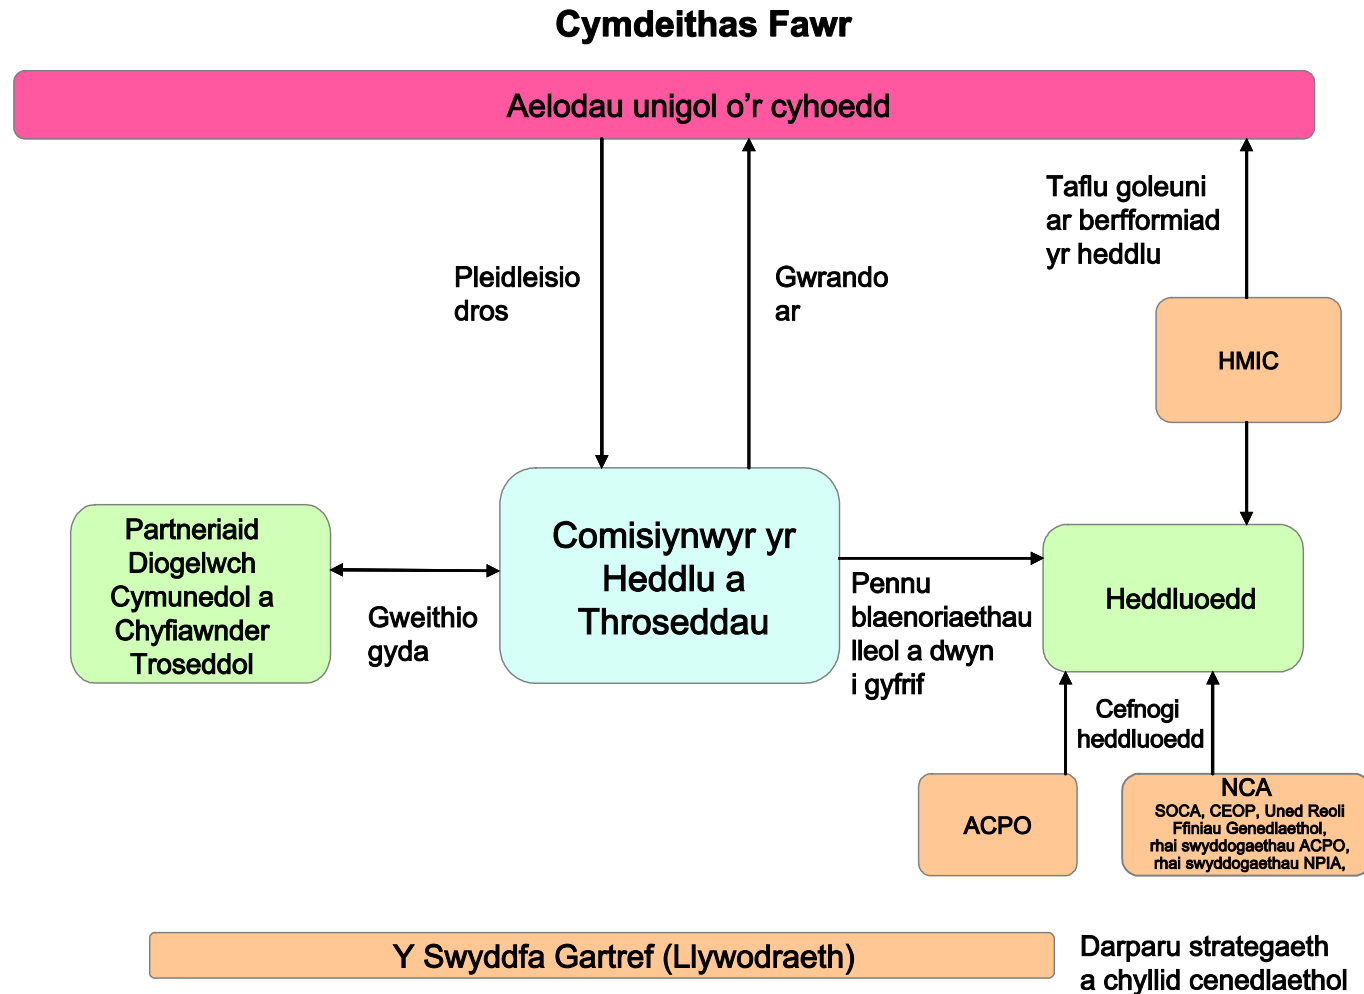 Cymdeithas Fawr
Aelodau unigol o’r cyhoedd
Taflu goleuni
ar berfformiad
yr heddlu
Pleidleisio
dros
Gwrando
ar
HMIC
Partneriaid
Diogelwch
Cymunedol a
Chyfiawnder
Troseddol
Gweithio
gyda
Comisiynwyr yr
Heddlu a
Throseddau
Pennu
blaenoriaethau
lleol a dwyn
i gyfrif
Heddluoedd
Cefnogi
heddluoedd
ACPO
NCA
SOCA, CEOP, Uned Reoli
Ffiniau Genedlaethol,
rhai swyddogaethau ACPO,
rhai swyddogaethau NPIA,
Y Swyddfa Gartref (Llywodraeth)
Darparu strategaeth
a chyllid cenedlaethol